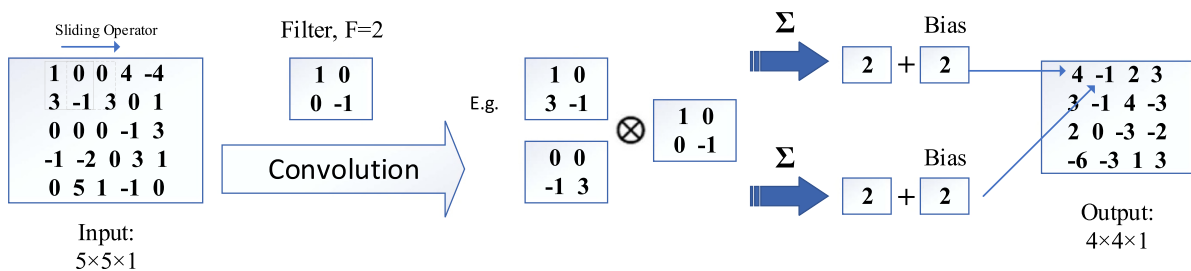 Sliding Operator
1 0 0 4 -4
3 -1 3 0 1
0 0 0 -1 3
-1 -2 0 3 1
0 5 1 -1 0
Input:
5×5×1
Filter, F=2
1 0
0 -1
Convolution
E.g.
1 0
3 -1
0 0
-1 3
⊗
1 0
0 -1
Σ
Bias
2 + 2
Σ
Bias
2 + 2
4 -1 2 3
3 -1 4 -3
2 0 -3 -2
-6 -3 1 3
Output:
4×4×1